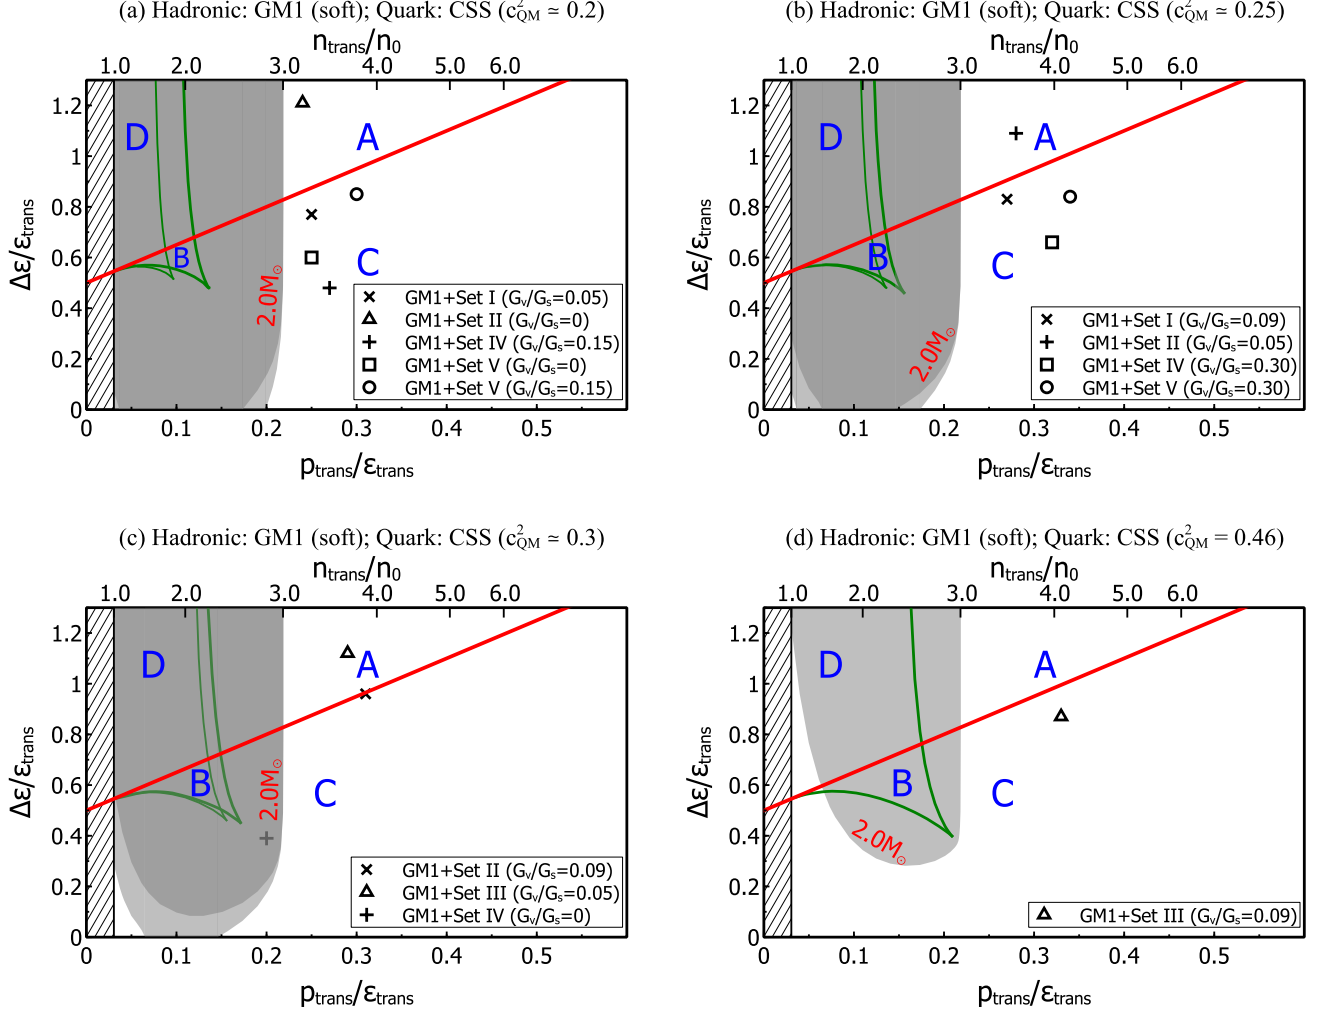 (a) Hadronic: GM1 (soft); Quark: CSS (c²QM ≃ 0.2)
ntrans/n0
1.0 2.0 3.0 4.0 5.0 6.0
1.2
1
0.8
0.6
0.4
0.2
0
Δε/εtrans
D
A
B
C
2.0M☉
GM1+Set I (Gv/Gs=0.05)
GM1+Set II (Gv/Gs=0)
GM1+Set IV (Gv/Gs=0.15)
GM1+Set V (Gv/Gs=0)
GM1+Set V (Gv/Gs=0.15)
0 0.1 0.2 0.3 0.4 0.5
ptrans/εtrans
(b) Hadronic: GM1 (soft); Quark: CSS (c²QM ≃ 0.25)
ntrans/n0
1.0 2.0 3.0 4.0 5.0 6.0
1.2
1
0.8
0.6
0.4
0.2
0
Δε/εtrans
D
A
B
C
2.0M☉
GM1+Set I (Gv/Gs=0.09)
GM1+Set II (Gv/Gs=0.05)
GM1+Set IV (Gv/Gs=0.30)
GM1+Set V (Gv/Gs=0.30)
0 0.1 0.2 0.3 0.4 0.5
ptrans/εtrans
(c) Hadronic: GM1 (soft); Quark: CSS (c²QM ≃ 0.3)
ntrans/n0
1.0 2.0 3.0 4.0 5.0 6.0
1.2
1
0.8
0.6
0.4
0.2
0
Δε/εtrans
D
A
B
C
2.0M☉
GM1+Set II (Gv/Gs=0.09)
GM1+Set III (Gv/Gs=0.05)
GM1+Set IV (Gv/Gs=0)
0 0.1 0.2 0.3 0.4 0.5
ptrans/εtrans
(d) Hadronic: GM1 (soft); Quark: CSS (c²QM = 0.46)
ntrans/n0
1.0 2.0 3.0 4.0 5.0 6.0
1.2
1
0.8
0.6
0.4
0.2
0
Δε/εtrans
D
A
B
C
2.0M☉
GM1+Set III (Gv/Gs=0.09)
0 0.1 0.2 0.3 0.4 0.5
ptrans/εtrans